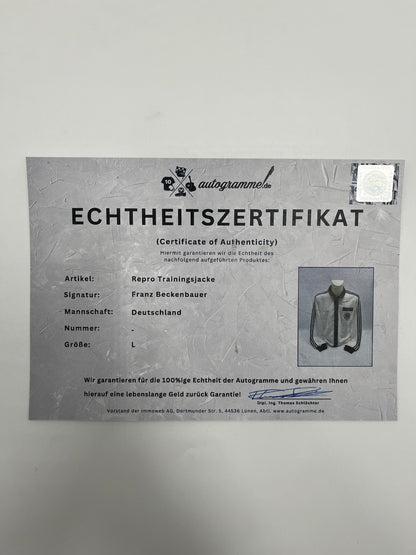 10
autogramme.de
ECHTHEITSZERTIFIKAT
(Certificate of Authenticity)
Hiermit garantieren wir die Echtheit des
nachfolgend aufgeführten Produktes:
Artikel: Repro Trainingsjacke
Signatur: Franz Beckenbauer
Mannschaft: Deutschland
Nummer: -
Größe: L
Wir garantieren für die 100%ige Echtheit der Autogramme und gewähren Ihnen
hierauf eine lebenslange Geld zurück Garantie!
Dipl. Ing. Thomas Schlüchter
Vorstand der immoweb AG, Dortmunder Str. 5, 44536 Lünen, Abtl. www.autogramme.de